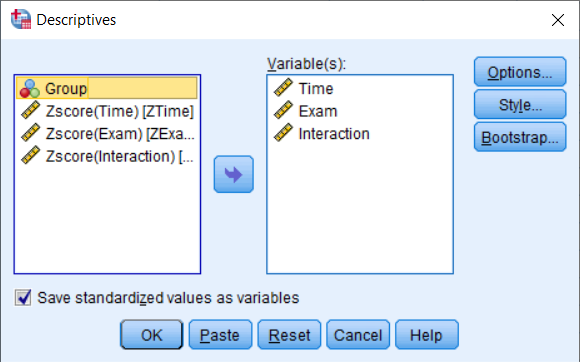 Descriptives
Variable(s):
Group
Zscore(Time) [ZTime]
Zscore(Exam) [ZExa...
Zscore(Interaction) [...
Time
Exam
Interaction
Options...
Style...
Bootstrap...
Save standardized values as variables
OK Paste Reset Cancel Help